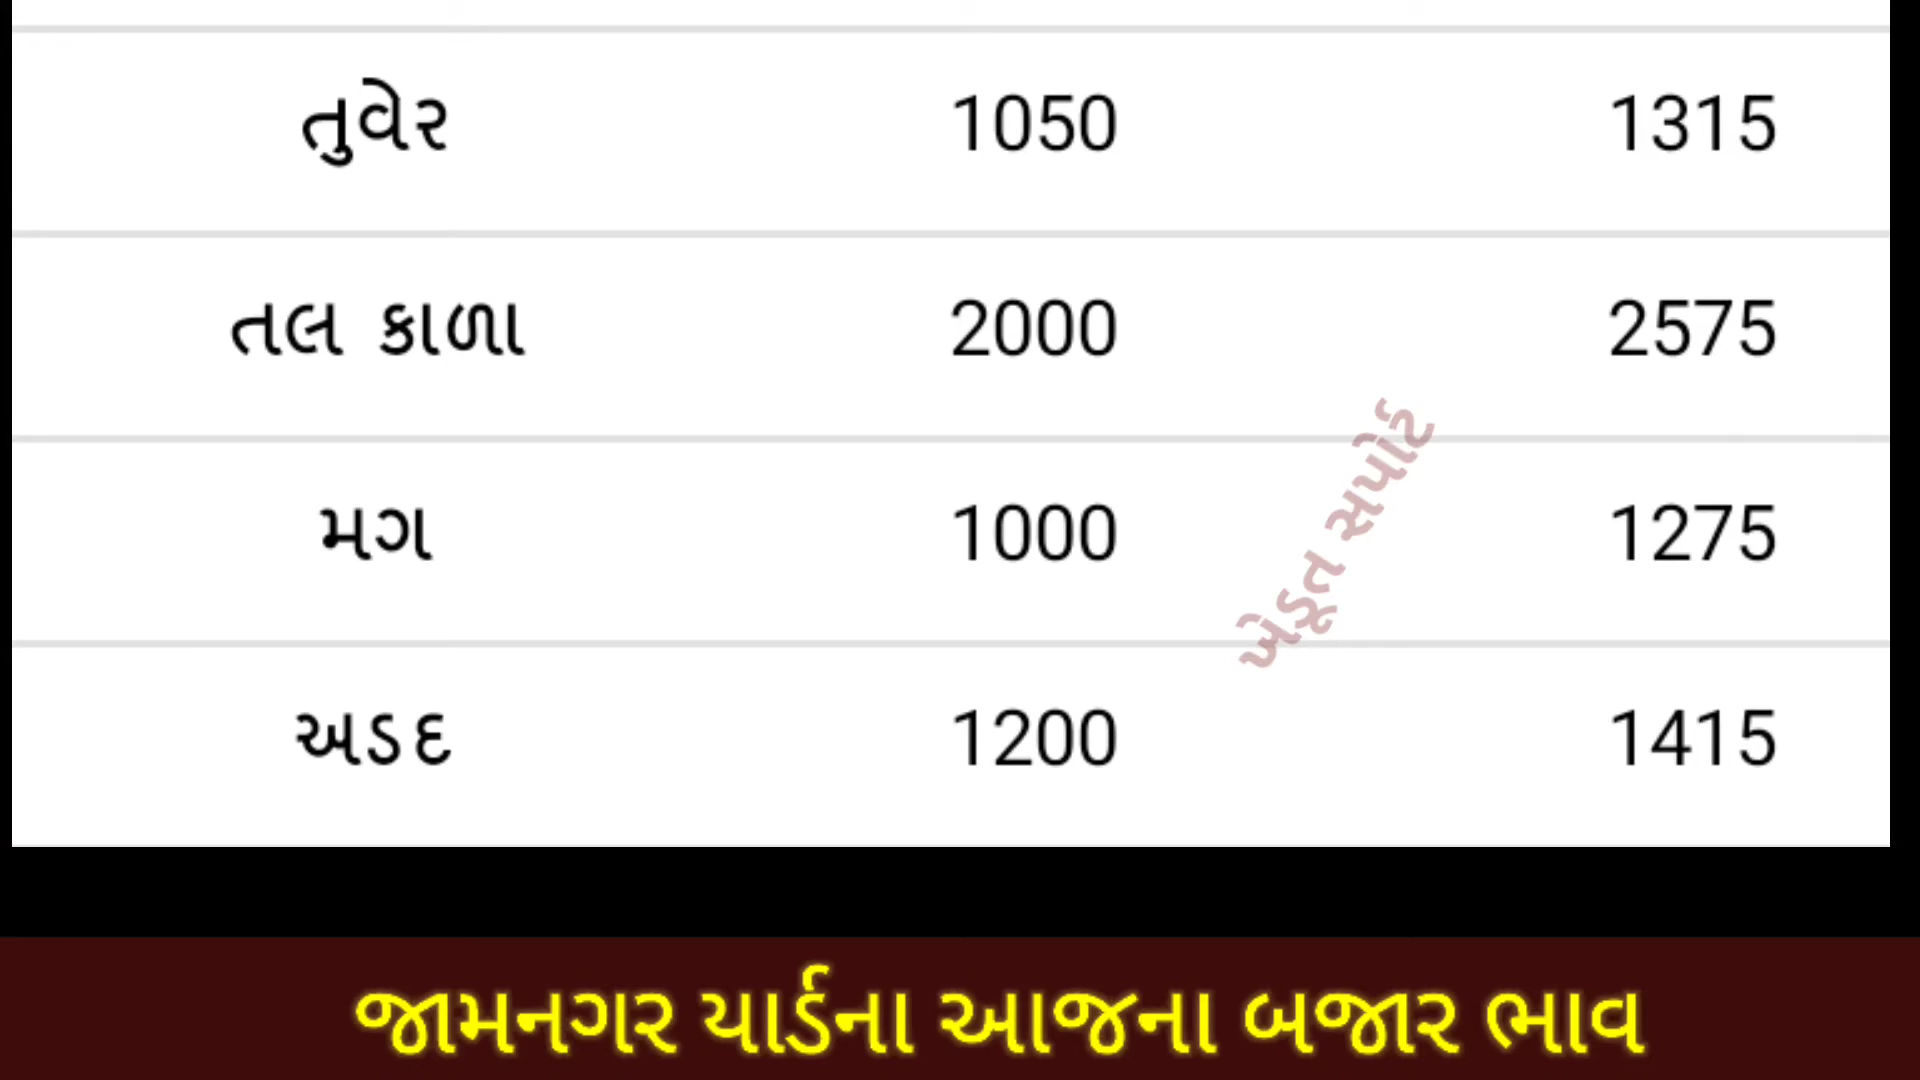 તુવેર 1050 1315
તલ કાળા 2000 2575
મગ 1000 1275
અડદ 1200 1415
ખેડૂત સપોર્ટ
જામનગર યાર્ડના આજના બજાર ભાવ